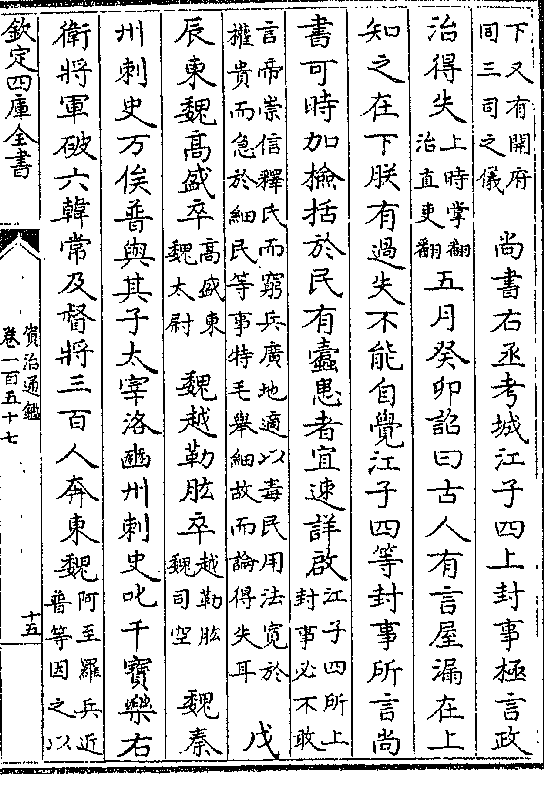 下又有開府同三司之儀　尚書右丞考城江子四上封事極言政
治得失上時掌翻治直吏翻五月癸卯詔曰古人有言屋漏在上
知之在下朕有過失不能自覺江子四等封事所言尚
書可時加檢括於民有蠹患者宜速詳啟江子四所上封事必不敢
言帝崇信釋氏而窮兵廣地適以毒民用法寛於權貴而急於細民等事特毛舉細故而論得失耳　戊
辰東魏高盛卒高盛東魏太尉　魏越勒肱卒越勒肱魏司空　魏秦
州刺史万俟普與其子太宰洛豳州刺史叱千寶樂右
衛將軍破六韓常及督將三百人奔東魏阿至羅兵近普等因之以
欽定四庫全書
資治通鑑
卷一百五十七
十五